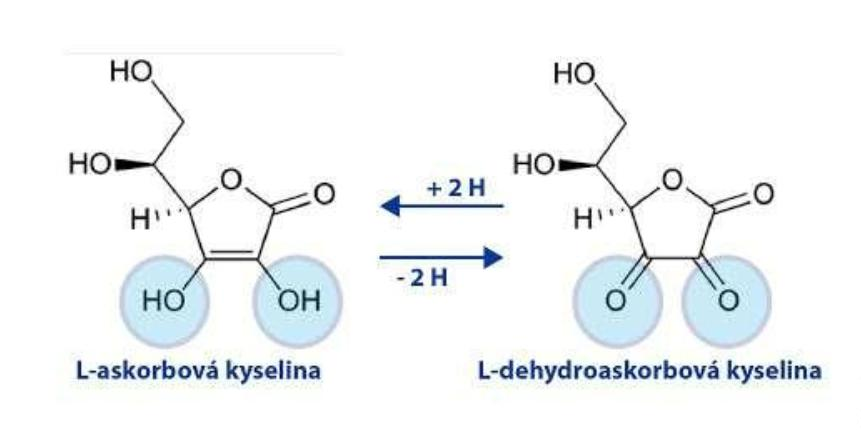 HO
HO
HO
O
O
H
HO
OH
+ 2 H
- 2 H
HO
O
O
H
O
O
L-askorbová kyselina
L-dehydroaskorbová kyselina